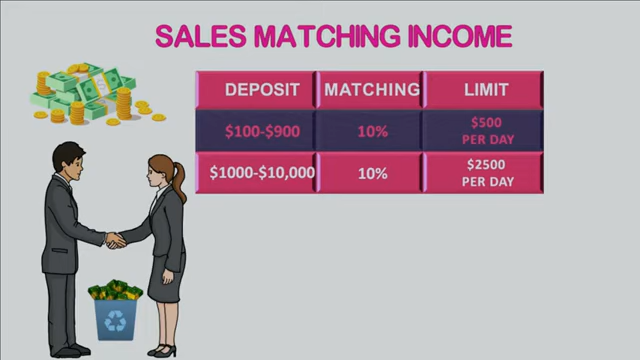 SALES MATCHING INCOME
DEPOSIT MATCHING LIMIT
$100-$900 10% $500 PER DAY
$1000-$10,000 10% $2500 PER DAY